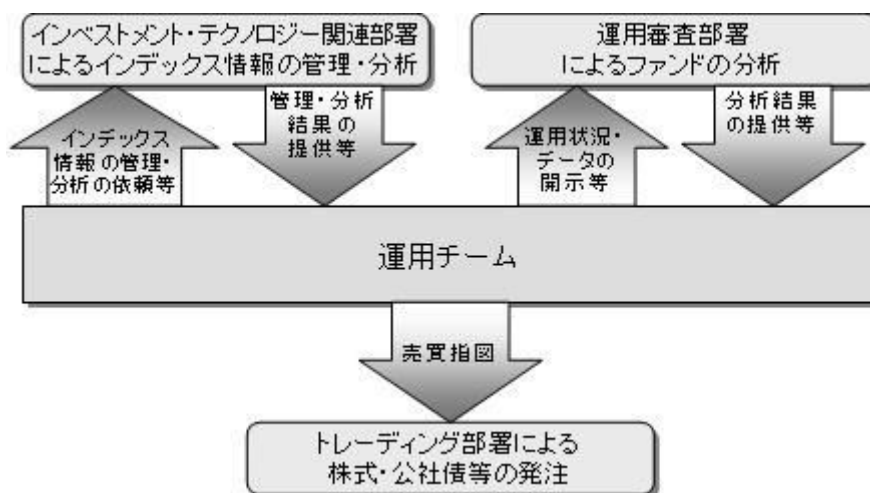 インベストメント・テクノロジー関連部署
によるインデックス情報の管理・分析
運用審査部署
によるファンドの分析
インデックス
情報の管理・
分析の依頼等
管理・分析
結果の
提供等
運用状況・
データの
開示等
分析結果
の提供等
運用チーム
売買指図
トレーディング部署による
株式・公社債等の発注